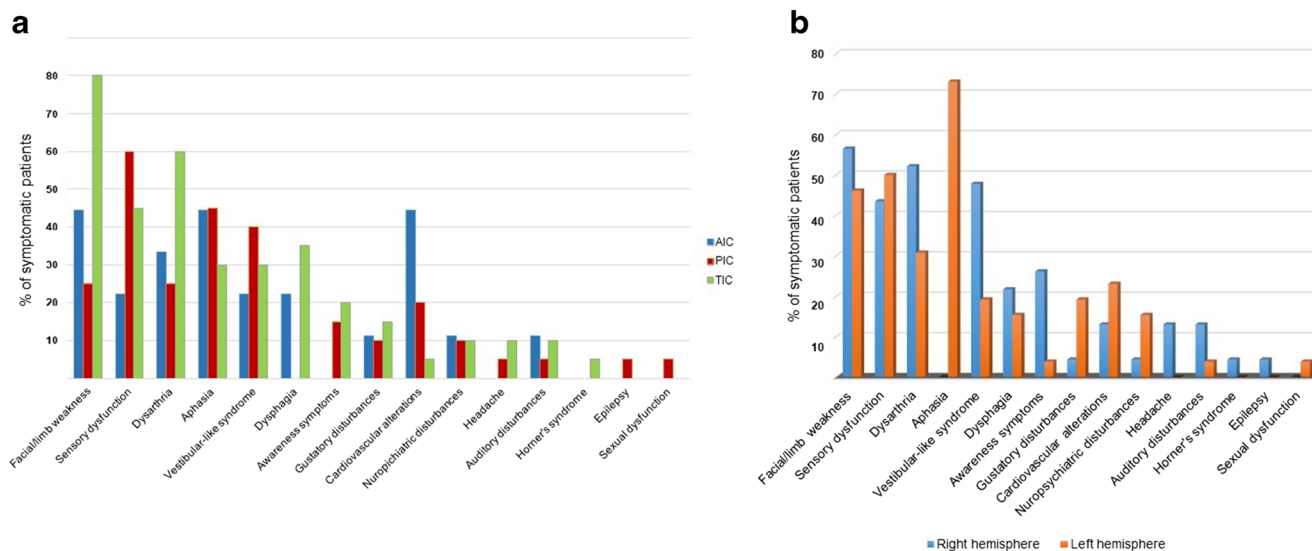 a
% of symptomatic patients
80
70
60
50
40
30
20
10
Facial/limb weakness
Sensory dysfunction
Dysarthria
Aphasia
Vestibular-like syndrome
Dysphagia
Awareness symptoms
Gustatory disturbances
Cardiovascular alterations
Nuropichiatric disturbances
Headache
Auditory disturbances
Horner's syndrome
Epilepsy
Sexual dysfunction
AIC
PIC
TIC
b
% of symptomatic patients
80
70
60
50
40
30
20
10
Facial/limb weakness
Sensory dysfunction
Dysarthria
Aphasia
Vestibular-like syndrome
Dysphagia
Awareness symptoms
Gustatory disturbances
Cardiovascular alterations
Nuropsychiatric disturbances
Headache
Auditory disturbances
Horner's syndrome
Epilepsy
Sexual dysfunction
Right hemisphere
Left hemisphere